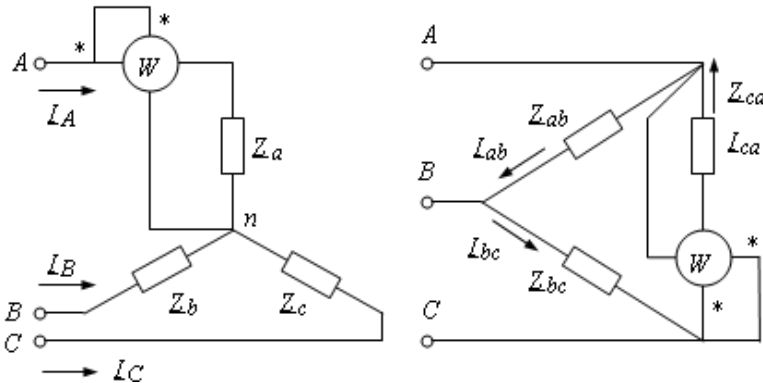 *
*
A
W
I_A
Z_a
n
I_B
B
Z_b
Z_c
C
I_C
A
Z_ca
Z_ab
I_ab
I_ca
B
I_bc
Z_bc
W
*
C
*